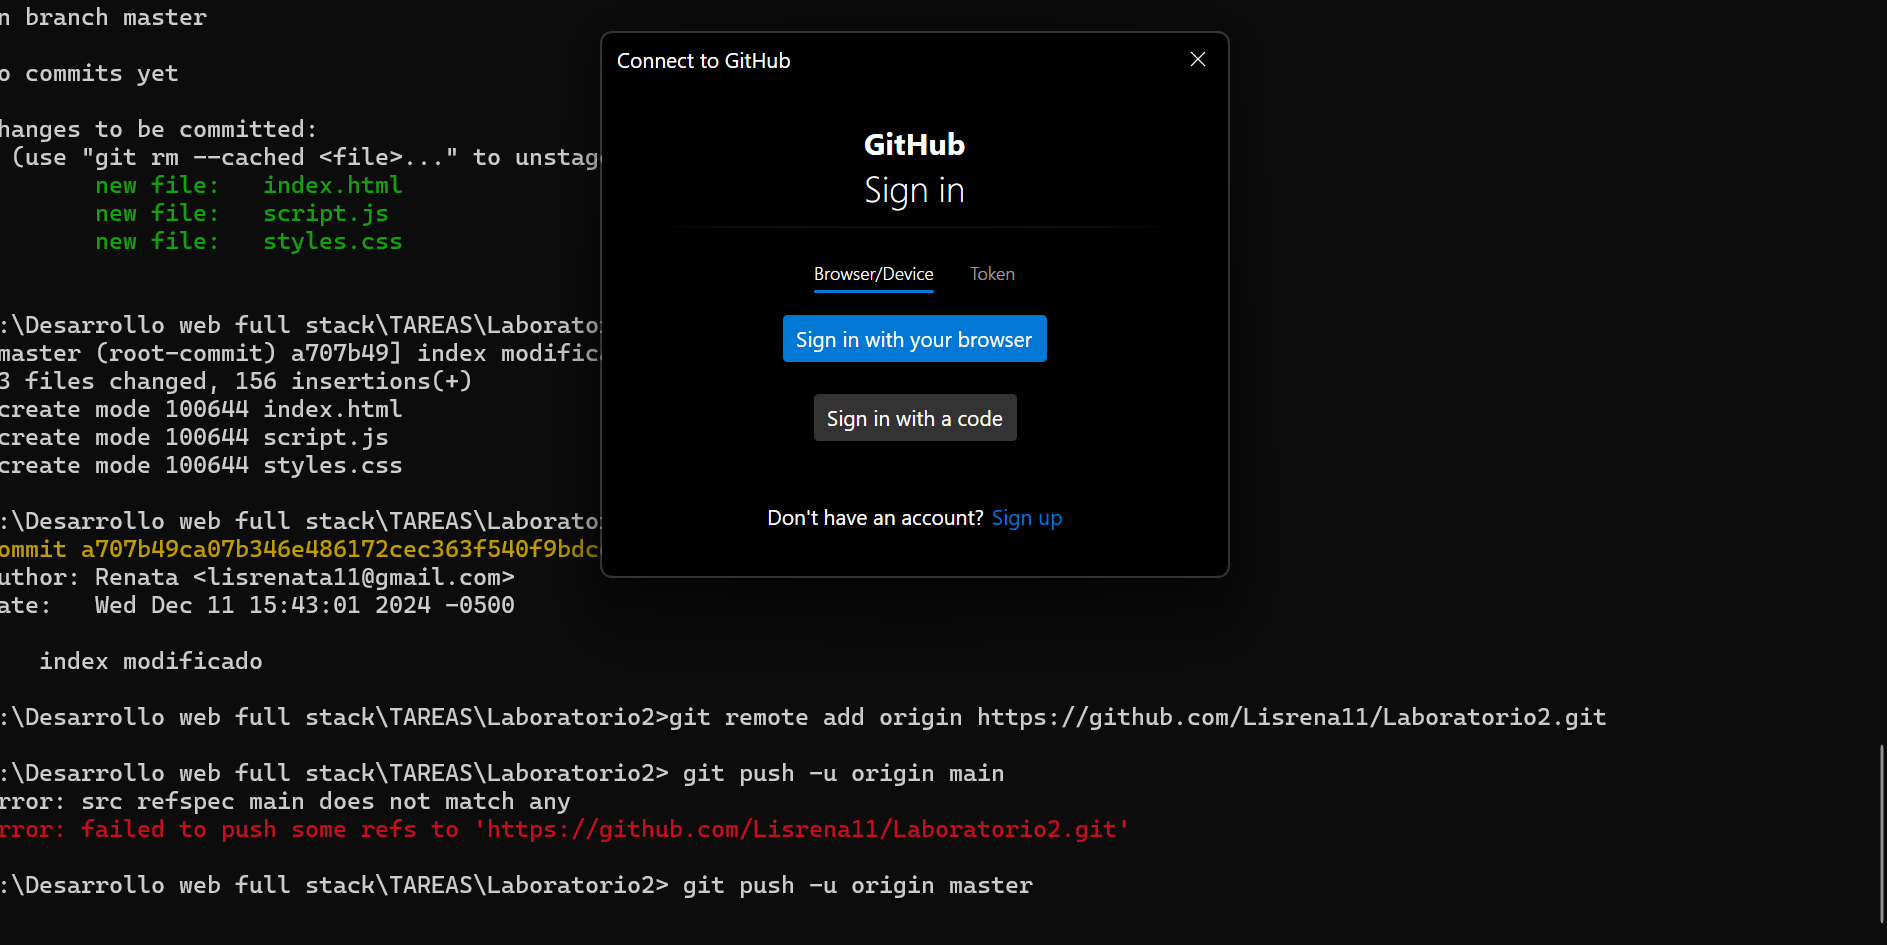 n branch master
o commits yet
hanges to be committed:
(use "git rm --cached <file>..." to unstag
new file:   index.html
new file:   script.js
new file:   styles.css
:\Desarrollo web full stack\TAREAS\Laborato
master (root-commit) a707b49] index modific
3 files changed, 156 insertions(+)
create mode 100644 index.html
create mode 100644 script.js
create mode 100644 styles.css
:\Desarrollo web full stack\TAREAS\Laborato
ommit a707b49ca07b346e486172cec363f540f9bdc
uthor: Renata <lisrenata11@gmail.com>
ate:   Wed Dec 11 15:43:01 2024 -0500
index modificado
:\Desarrollo web full stack\TAREAS\Laboratorio2>git remote add origin https://github.com/Lisrena11/Laboratorio2.git
:\Desarrollo web full stack\TAREAS\Laboratorio2> git push -u origin main
rror: src refspec main does not match any
rror: failed to push some refs to 'https://github.com/Lisrena11/Laboratorio2.git'
:\Desarrollo web full stack\TAREAS\Laboratorio2> git push -u origin master
Connect to GitHub
GitHub
Sign in
Browser/Device   Token
Sign in with your browser
Sign in with a code
Don't have an account? Sign up